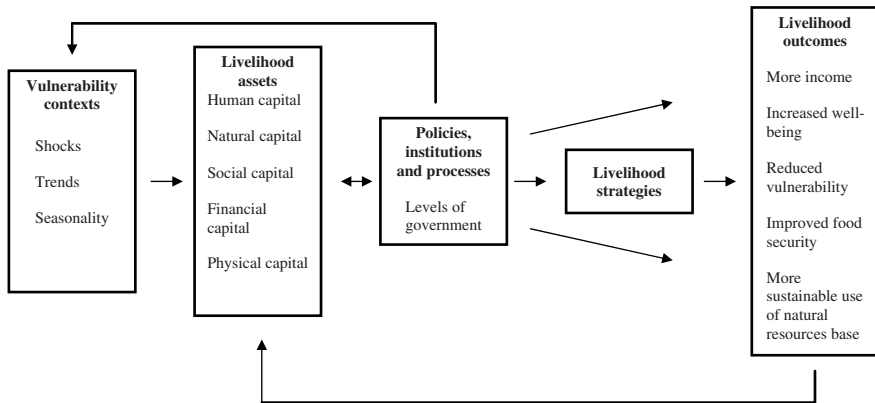 Vulnerability
contexts
Shocks
Trends
Seasonality
Livelihood
assets
Human capital
Natural capital
Social capital
Financial
capital
Physical capital
Policies,
institutions
and processes
Levels of
government
Livelihood
strategies
Livelihood
outcomes
More income
Increased well-
being
Reduced
vulnerability
Improved food
security
More
sustainable use
of natural
resources base